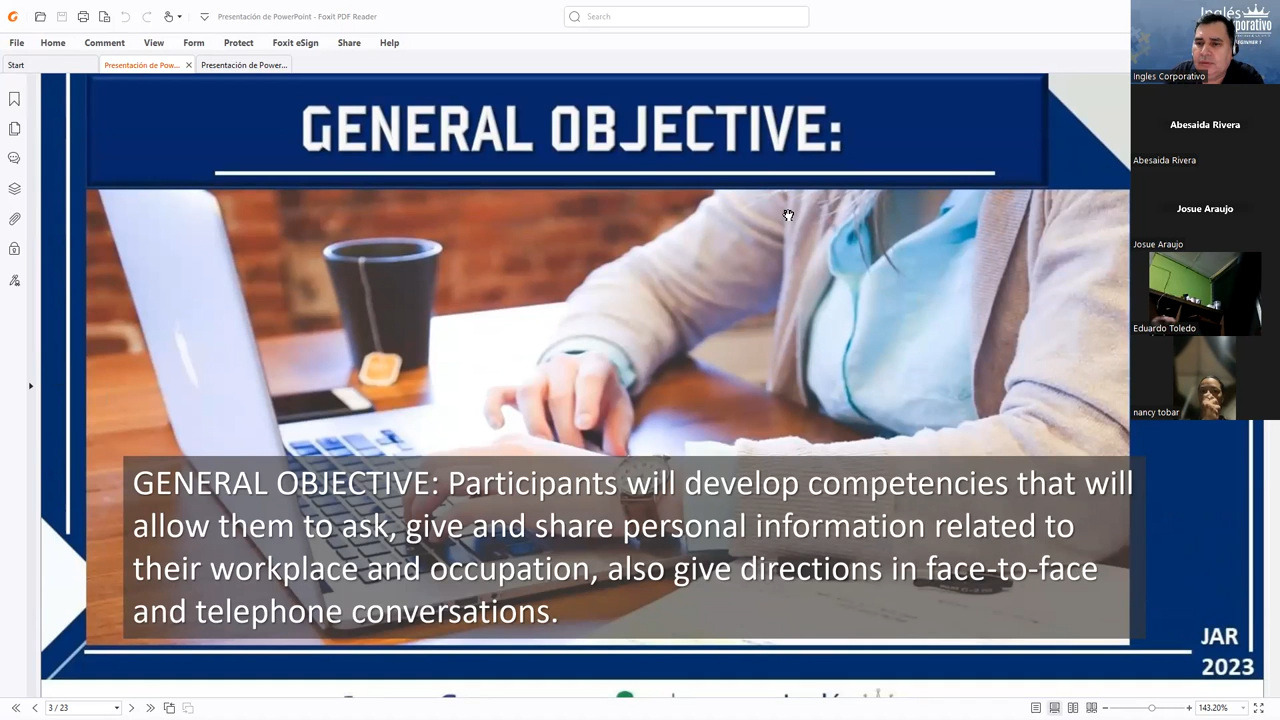 Presentación de PowerPoint - Foxit PDF Reader
Search
File Home Comment View Form Protect Foxit eSign Share Help
Start
Presentación de Pow...
Presentación de Power...
GENERAL OBJECTIVE:
GENERAL OBJECTIVE: Participants will develop competencies that will
allow them to ask, give and share personal information related to
their workplace and occupation, also give directions in face-to-face
and telephone conversations.
JAR
2023
3 / 23
143.20%
Inglés
BEGINNER 1
Ingles Corporativo
Abesaida Rivera
Abesaida Rivera
Josue Araujo
Josue Araujo
Eduardo Toledo
nancy tobar